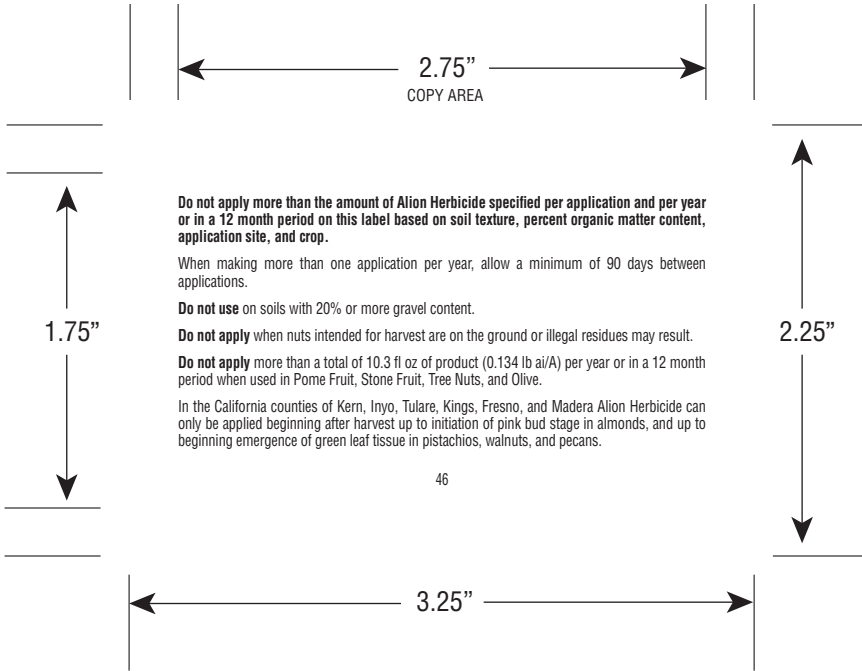 2.75”
COPY AREA
Do not apply more than the amount of Alion Herbicide specified per application and per year
or in a 12 month period on this label based on soil texture, percent organic matter content,
application site, and crop.
When making more than one application per year, allow a minimum of 90 days between
applications.
Do not use on soils with 20% or more gravel content.
Do not apply when nuts intended for harvest are on the ground or illegal residues may result.
1.75”
2.25”
Do not apply more than a total of 10.3 fl oz of product (0.134 lb ai/A) per year or in a 12 month
period when used in Pome Fruit, Stone Fruit, Tree Nuts, and Olive.
In the California counties of Kern, Inyo, Tulare, Kings, Fresno, and Madera Alion Herbicide can
only be applied beginning after harvest up to initiation of pink bud stage in almonds, and up to
beginning emergence of green leaf tissue in pistachios, walnuts, and pecans.
46
3.25”